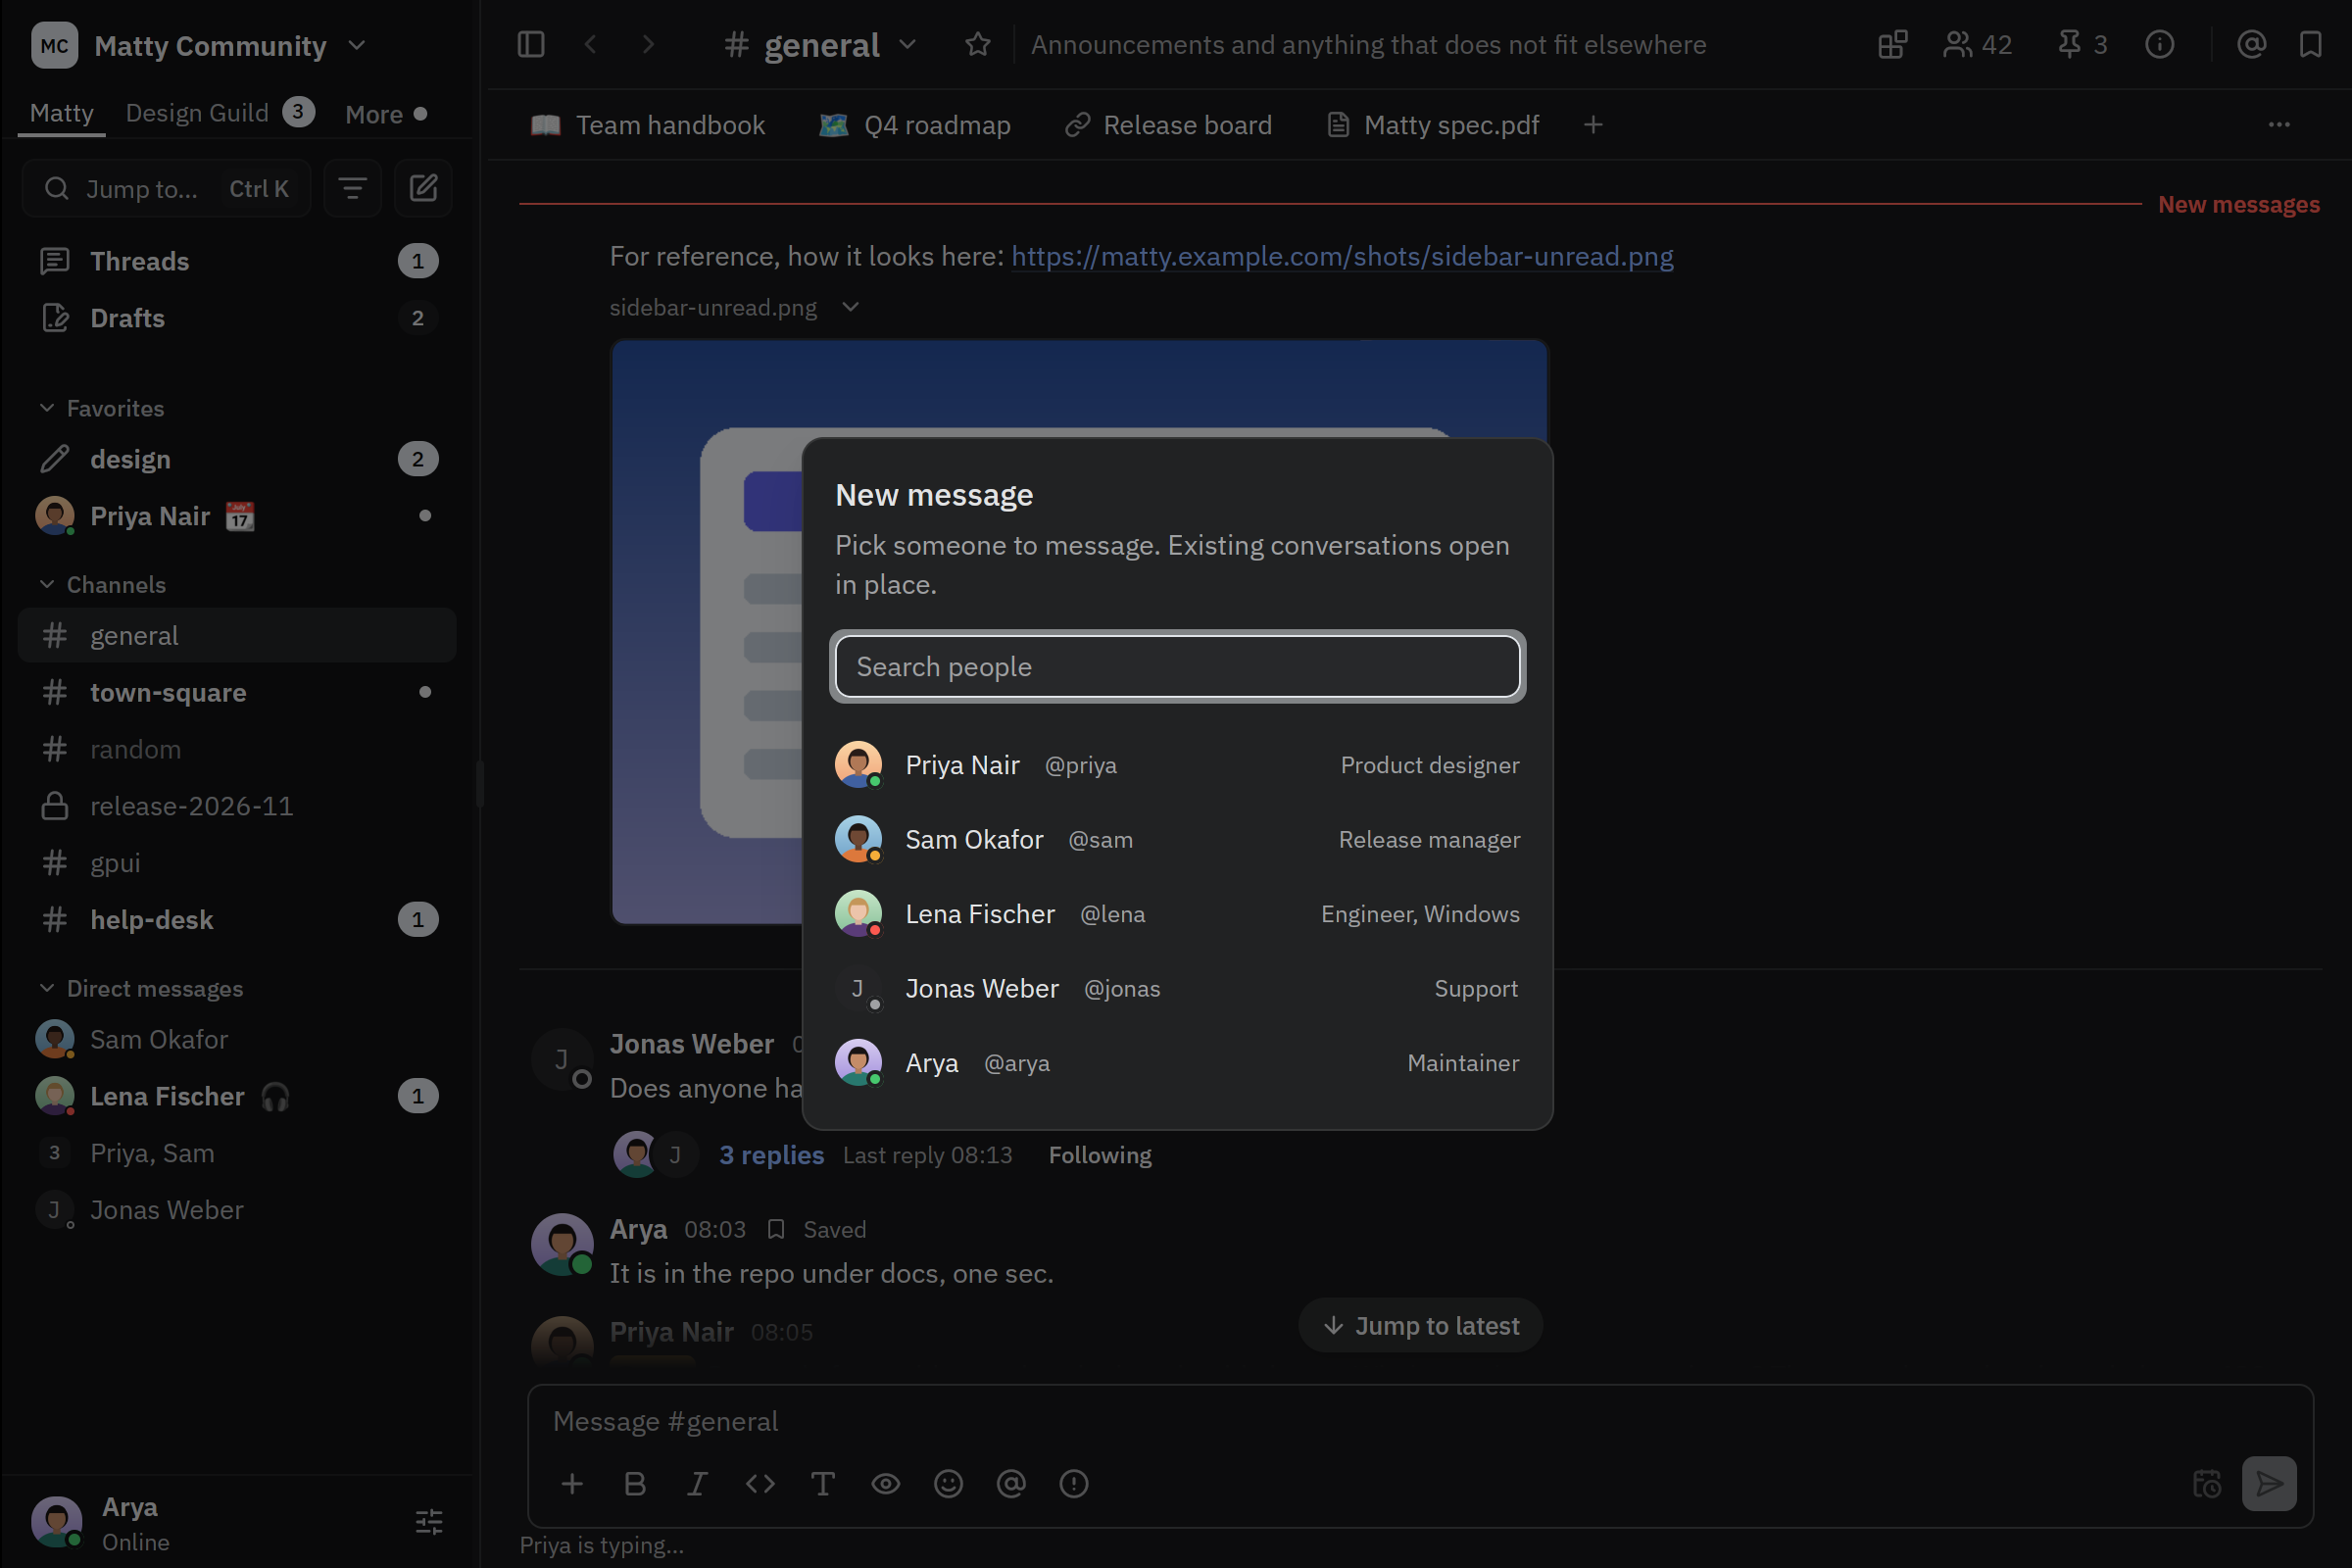 MC Matty Community
Matty Design Guild 3 More
Jump to... Ctrl K
Threads 1
Drafts 2
Favorites
design 2
Priya Nair July 17
Channels
general
town-square
random
release-2026-11
gpui
help-desk 1
Direct messages
Sam Okafor
Lena Fischer 1
3 Priya, Sam
J Jonas Weber
Arya
Online
# general Announcements and anything that does not fit elsewhere 42 3
Team handbook Q4 roadmap Release board Matty spec.pdf
New messages
For reference, how it looks here: https://matty.example.com/shots/sidebar-unread.png
sidebar-unread.png
New message
Pick someone to message. Existing conversations open
in place.
Search people
Priya Nair @priya Product designer
Sam Okafor @sam Release manager
Lena Fischer @lena Engineer, Windows
J Jonas Weber @jonas Support
Arya @arya Maintainer
J Jonas Weber
Does anyone ha
J 3 replies Last reply 08:13 Following
Arya 08:03 Saved
It is in the repo under docs, one sec.
Priya Nair 08:05
Jump to latest
Message #general
Priya is typing...